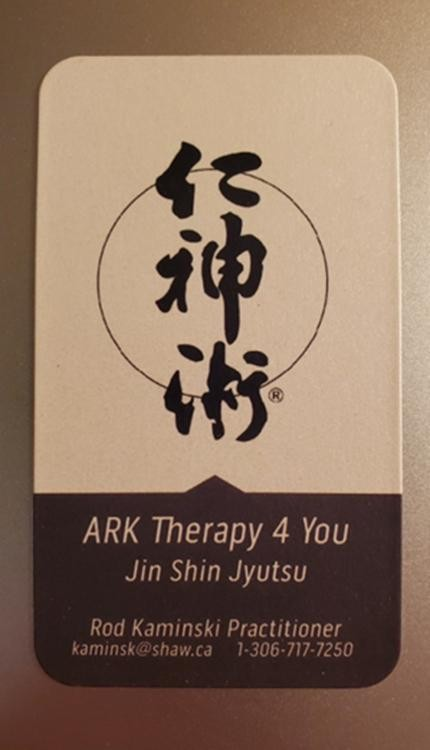 仁
神
術®
ARK Therapy 4 You
Jin Shin Jyutsu
Rod Kaminski Practitioner
kaminsk@shaw.ca 1-306-717-7250